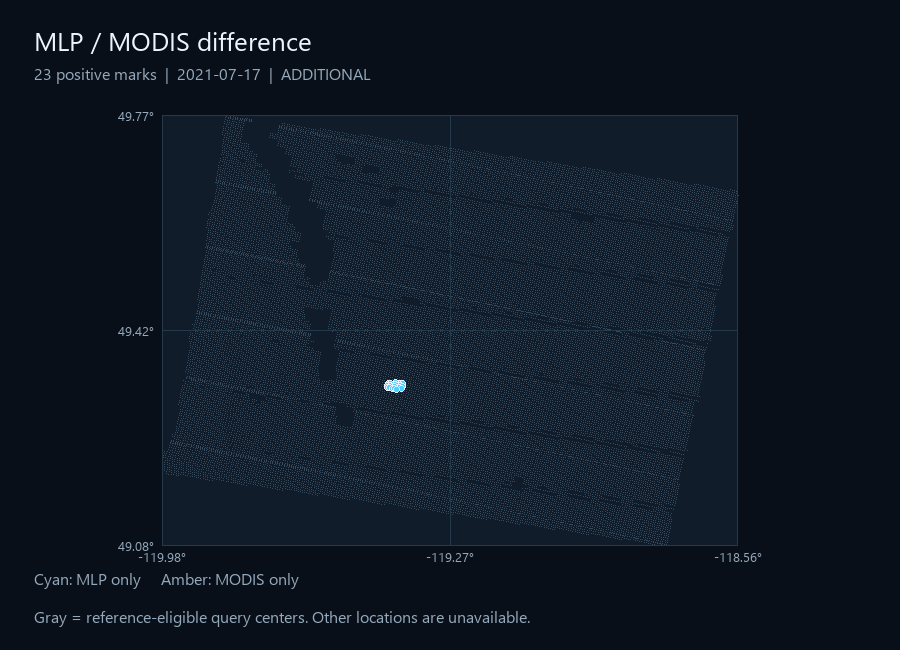 MLP / MODIS difference
23 positive marks | 2021-07-17 | ADDITIONAL
49.77°
49.42°
49.08°
-119.98° -119.27° -118.56°
Cyan: MLP only Amber: MODIS only
Gray = reference-eligible query centers. Other locations are unavailable.